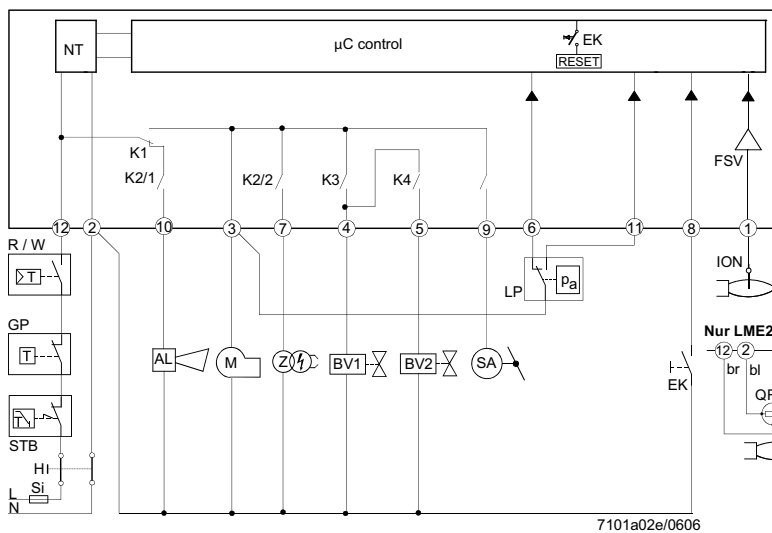 NT
µC control
EK
RESET
FSV
K1
K2/1
K2/2
K3
K4
12
2
10
3
7
4
5
9
6
11
8
1
R / W
T
GP
T
STB
H
L
Si
N
AL
M
Z
BV1
BV2
SA
LP
pa
EK
ION
Nur LME2
12
2
br
bl
7101a02e/0606